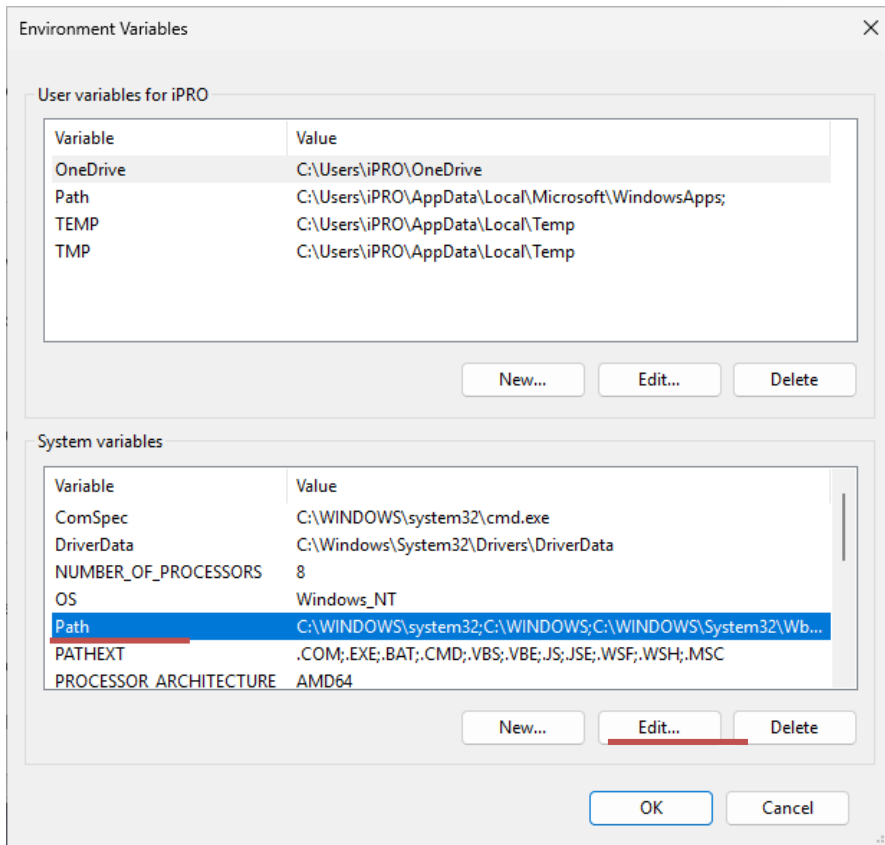 Environment Variables
User variables for iPRO
Variable Value
OneDrive C:\Users\iPRO\OneDrive
Path C:\Users\iPRO\AppData\Local\Microsoft\WindowsApps;
TEMP C:\Users\iPRO\AppData\Local\Temp
TMP C:\Users\iPRO\AppData\Local\Temp
New... Edit... Delete
System variables
Variable Value
ComSpec C:\WINDOWS\system32\cmd.exe
DriverData C:\Windows\System32\Drivers\DriverData
NUMBER_OF_PROCESSORS 8
OS Windows_NT
Path C:\WINDOWS\system32;C:\WINDOWS;C:\WINDOWS\System32\Wb...
PATHEXT .COM;.EXE;.BAT;.CMD;.VBS;.VBE;.JS;.JSE;.WSF;.WSH;.MSC
PROCESSOR_ARCHITECTURE AMD64
New... Edit... Delete
OK Cancel